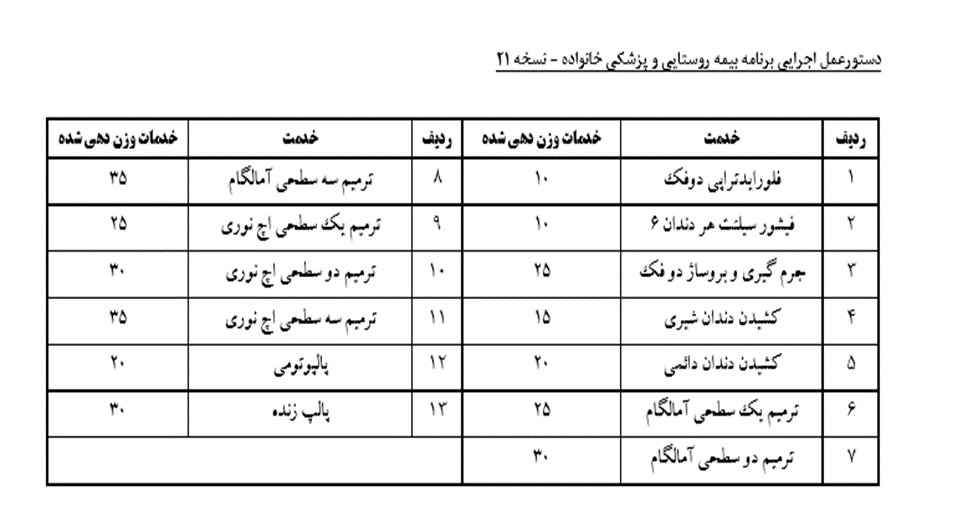 دستورعمل اجرایی برنامه بیمه روستایی و پزشکی خانواده - نسخه ۲۱
ردیف خدمت خدمات وزن دهی شده ردیف خدمت خدمات وزن دهی شده
۱ فلورایدتراپی دوفک ۱۰ ۸ ترمیم سه سطحی آمالگام ۳۵
۲ فیشور سیلنت هر دندان ۶ ۱۰ ۹ ترمیم یک سطحی اچ نوری ۲۵
۳ جرم گیری و بروساژ دو فک ۲۵ ۱۰ ترمیم دو سطحی اچ نوری ۳۰
۴ کشیدن دندان شیری ۱۵ ۱۱ ترمیم سه سطحی اچ نوری ۳۵
۵ کشیدن دندان دائمی ۲۰ ۱۲ پالپوتومی ۲۰
۶ ترمیم یک سطحی آمالگام ۲۵ ۱۳ پالپ زنده ۳۰
۷ ترمیم دو سطحی آمالگام ۳۰